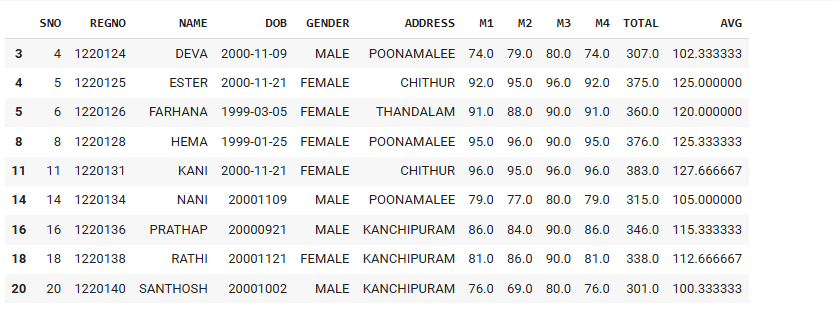 SNO REGNO NAME DOB GENDER ADDRESS M1 M2 M3 M4 TOTAL AVG
3 4 1220124 DEVA 2000-11-09 MALE POONAMALEE 74.0 79.0 80.0 74.0 307.0 102.333333
4 5 1220125 ESTER 2000-11-21 FEMALE CHITHUR 92.0 95.0 96.0 92.0 375.0 125.000000
5 6 1220126 FARHANA 1999-03-05 FEMALE THANDALAM 91.0 88.0 90.0 91.0 360.0 120.000000
8 8 1220128 HEMA 1999-01-25 FEMALE POONAMALEE 95.0 96.0 90.0 95.0 376.0 125.333333
11 11 1220131 KANI 2000-11-21 FEMALE CHITHUR 96.0 95.0 96.0 96.0 383.0 127.666667
14 14 1220134 NANI 20001109 MALE POONAMALEE 79.0 77.0 80.0 79.0 315.0 105.000000
16 16 1220136 PRATHAP 20000921 MALE KANCHIPURAM 86.0 84.0 90.0 86.0 346.0 115.333333
18 18 1220138 RATHI 20001121 FEMALE KANCHIPURAM 81.0 86.0 90.0 81.0 338.0 112.666667
20 20 1220140 SANTHOSH 20001002 MALE KANCHIPURAM 76.0 69.0 80.0 76.0 301.0 100.333333